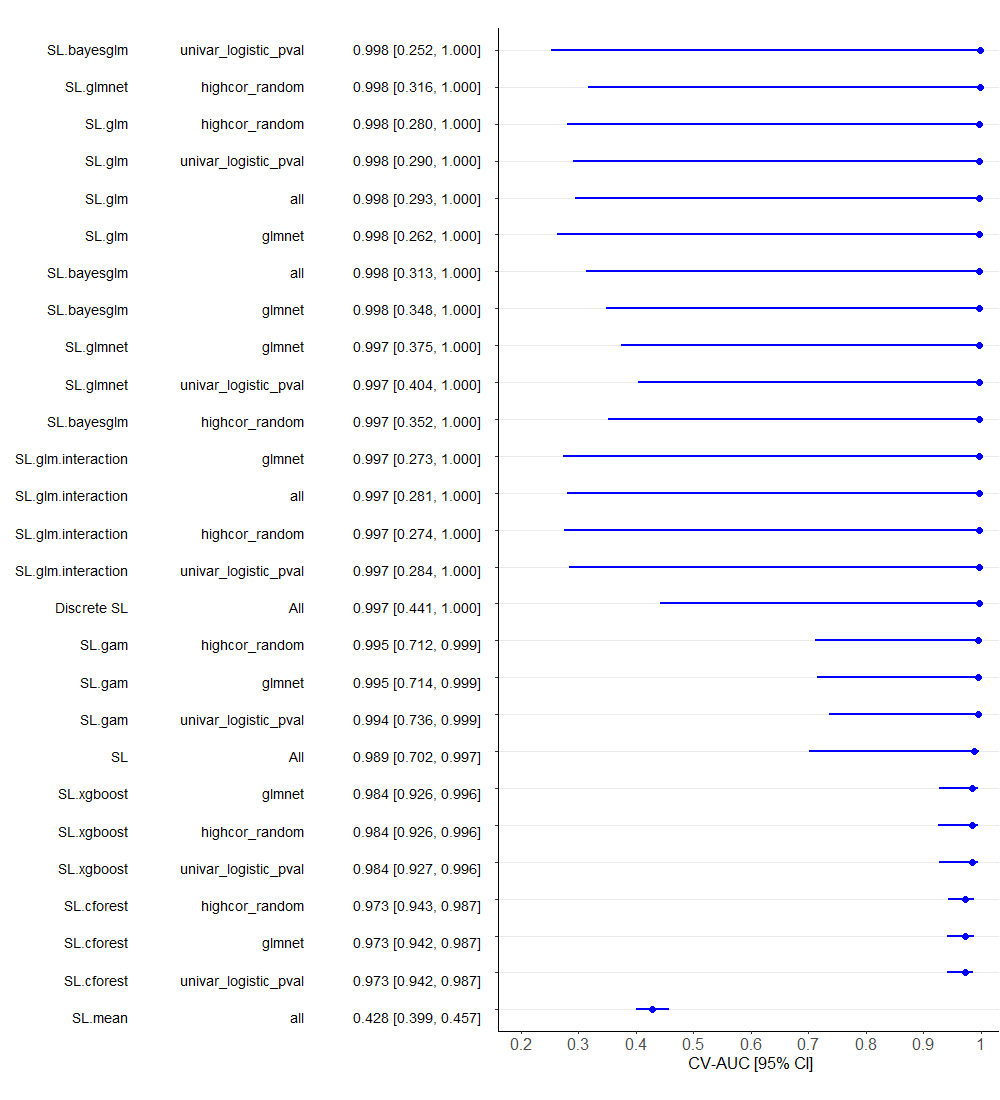 SL.bayesglm univar_logistic_pval 0.998 [0.252, 1.000]
SL.glmnet highcor_random 0.998 [0.316, 1.000]
SL.glm highcor_random 0.998 [0.280, 1.000]
SL.glm univar_logistic_pval 0.998 [0.290, 1.000]
SL.glm all 0.998 [0.293, 1.000]
SL.glm glmnet 0.998 [0.262, 1.000]
SL.bayesglm all 0.998 [0.313, 1.000]
SL.bayesglm glmnet 0.998 [0.348, 1.000]
SL.glmnet glmnet 0.997 [0.375, 1.000]
SL.glmnet univar_logistic_pval 0.997 [0.404, 1.000]
SL.bayesglm highcor_random 0.997 [0.352, 1.000]
SL.glm.interaction glmnet 0.997 [0.273, 1.000]
SL.glm.interaction all 0.997 [0.281, 1.000]
SL.glm.interaction highcor_random 0.997 [0.274, 1.000]
SL.glm.interaction univar_logistic_pval 0.997 [0.284, 1.000]
Discrete SL All 0.997 [0.441, 1.000]
SL.gam highcor_random 0.995 [0.712, 0.999]
SL.gam glmnet 0.995 [0.714, 0.999]
SL.gam univar_logistic_pval 0.994 [0.736, 0.999]
SL All 0.989 [0.702, 0.997]
SL.xgboost glmnet 0.984 [0.926, 0.996]
SL.xgboost highcor_random 0.984 [0.926, 0.996]
SL.xgboost univar_logistic_pval 0.984 [0.927, 0.996]
SL.cforest highcor_random 0.973 [0.943, 0.987]
SL.cforest glmnet 0.973 [0.942, 0.987]
SL.cforest univar_logistic_pval 0.973 [0.942, 0.987]
SL.mean all 0.428 [0.399, 0.457]
0.2 0.3 0.4 0.5 0.6 0.7 0.8 0.9 1
CV-AUC [95% CI]